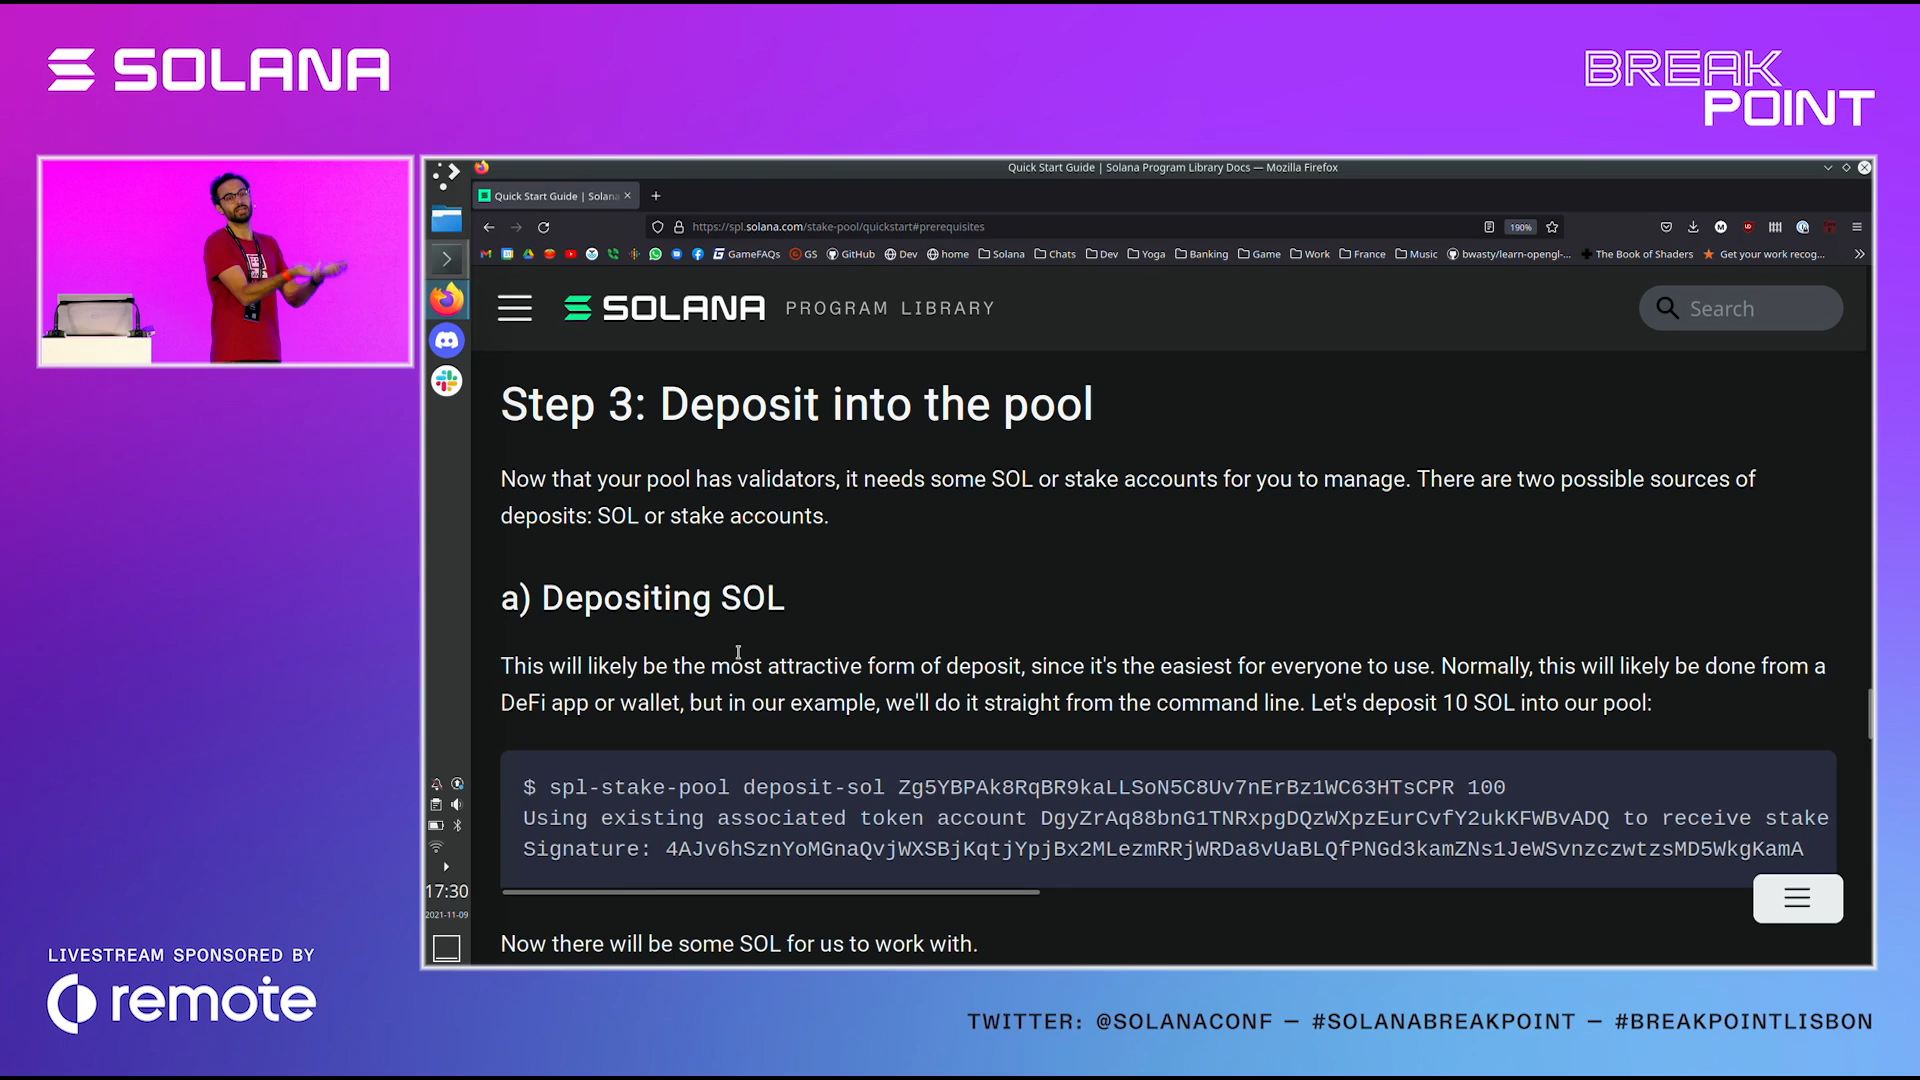 SOLANA
BREAK
POINT
Quick Start Guide | Solana Program Library Docs — Mozilla Firefox
Quick Start Guide | Solana
https://spl.solana.com/stake-pool/quickstart#prerequisites
190%
GameFAQs
GS
GitHub
Dev
home
Solana
Chats
Dev
Yoga
Banking
Game
Work
France
Music
bwasty/learn-opengl-...
The Book of Shaders
Get your work recog...
SOLANA PROGRAM LIBRARY
Search
Step 3: Deposit into the pool
Now that your pool has validators, it needs some SOL or stake accounts for you to manage. There are two possible sources of
deposits: SOL or stake accounts.
a) Depositing SOL
This will likely be the most attractive form of deposit, since it's the easiest for everyone to use. Normally, this will likely be done from a
DeFi app or wallet, but in our example, we'll do it straight from the command line. Let's deposit 10 SOL into our pool:
$ spl-stake-pool deposit-sol Zg5YBPAk8RqBR9kaLLSoN5C8Uv7nErBz1WC63HTsCPR 100
Using existing associated token account DgyZrAq88bnG1TNRxpgDQzWXpzEurCvfY2ukKFWBvADQ to receive stake
Signature: 4AJv6hSznYoMGnaQvjWXSBjKqtjYpjBx2MLezmRRjWRDa8vUaBLQfPNGd3kamZNs1JeWSvnzczwtzsMD5WkgKamA
Now there will be some SOL for us to work with.
17:30
2021-11-09
LIVESTREAM SPONSORED BY
remote
TWITTER: @SOLANACONF — #SOLANABREAKPOINT — #BREAKPOINTLISBON